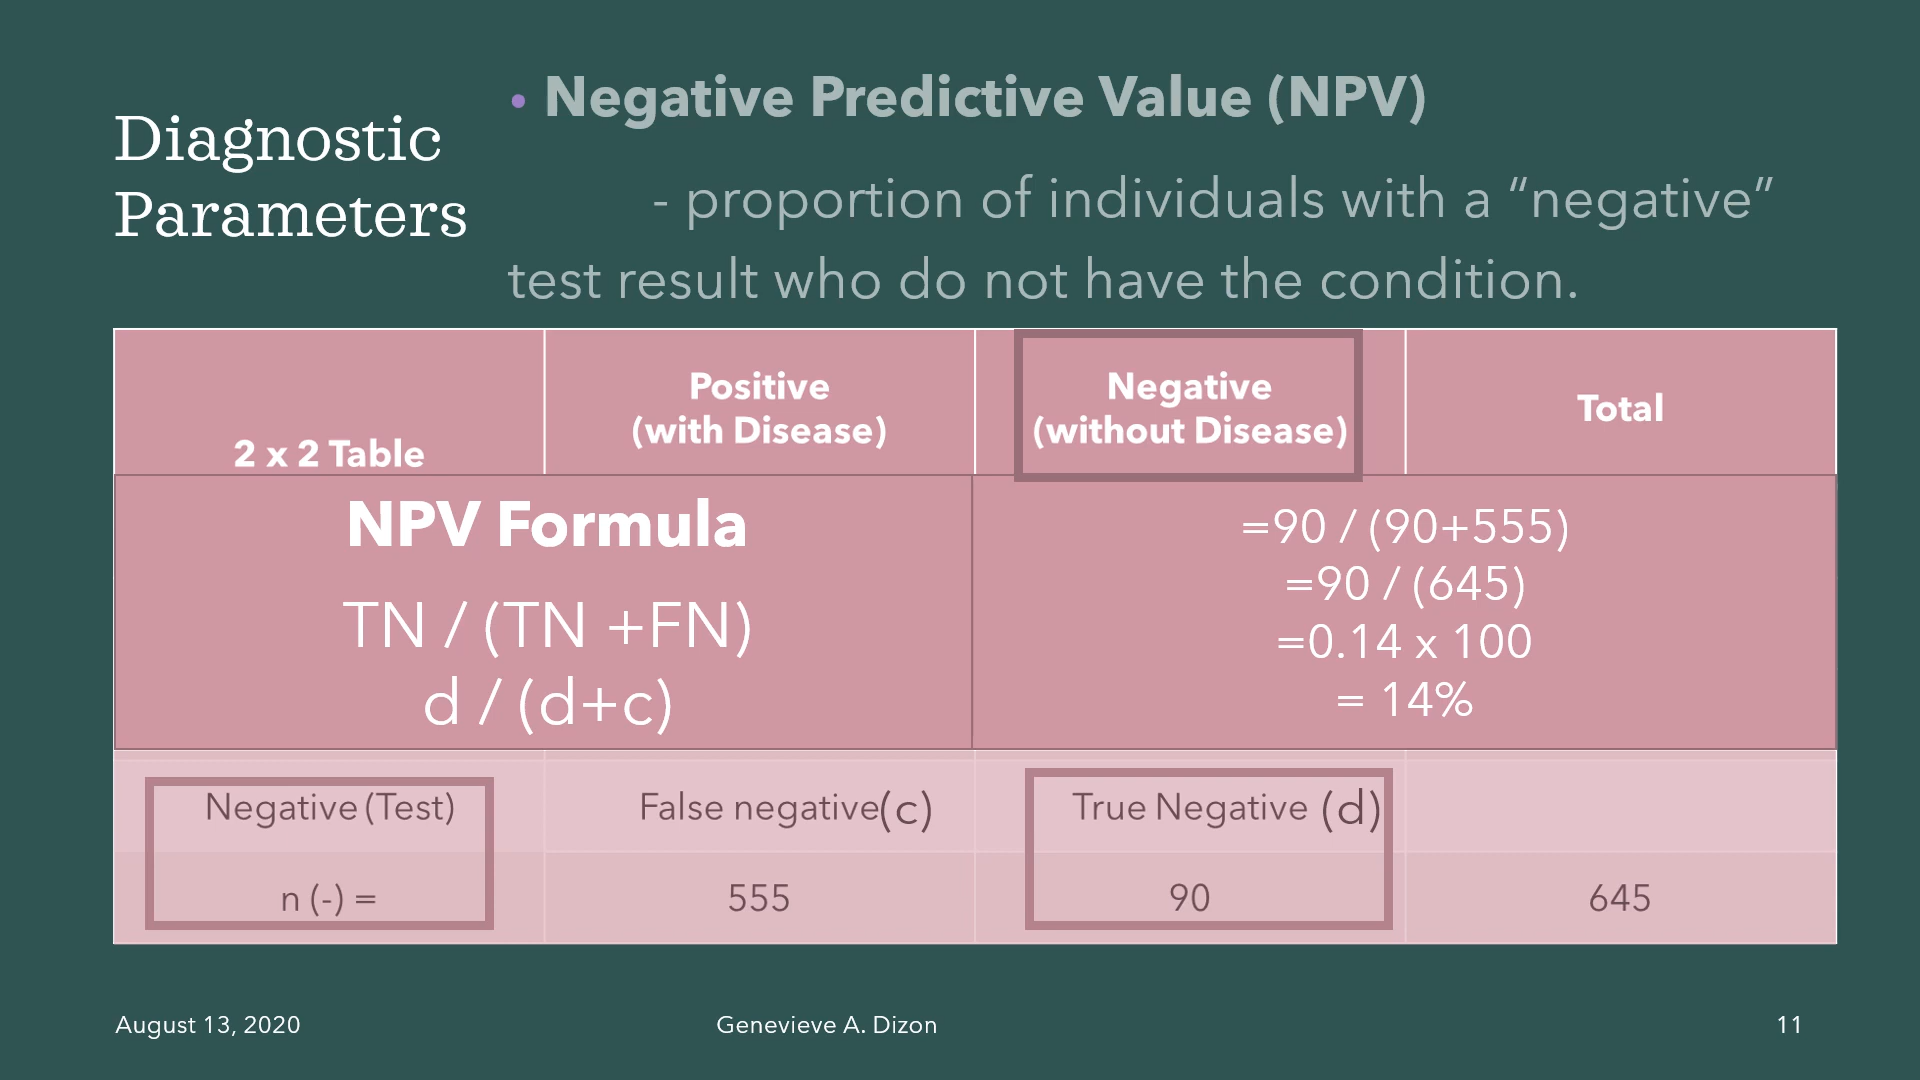 Diagnostic
Parameters
• Negative Predictive Value (NPV)
- proportion of individuals with a “negative”
test result who do not have the condition.
2 x 2 Table
Positive
(with Disease)
Negative
(without Disease)
Total
NPV Formula
TN / (TN +FN)
d / (d+c)
=90 / (90+555)
=90 / (645)
=0.14 x 100
= 14%
Negative (Test)
False negative(c)
True Negative (d)
n (-) =
555
90
645
August 13, 2020
Genevieve A. Dizon
11